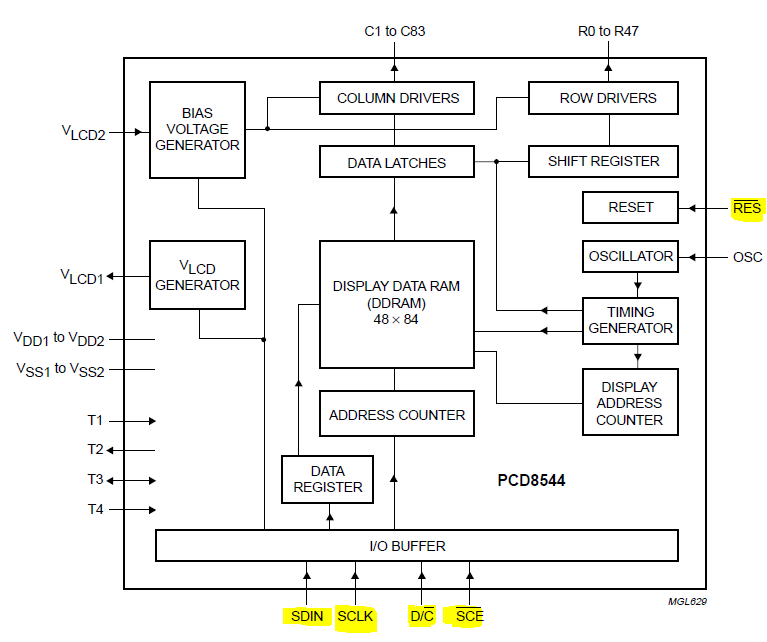 C1 to C83
R0 to R47
BIAS
VOLTAGE
GENERATOR
COLUMN DRIVERS
ROW DRIVERS
VLCD2
DATA LATCHES
SHIFT REGISTER
RESET
RES
VLCD
GENERATOR
VLCD1
DISPLAY DATA RAM
(DDRAM)
48 × 84
OSCILLATOR
OSC
TIMING
GENERATOR
VDD1 to VDD2
VSS1 to VSS2
DISPLAY
ADDRESS
COUNTER
ADDRESS COUNTER
T1
T2
T3
T4
DATA
REGISTER
PCD8544
I/O BUFFER
MGL629
SDIN
SCLK
D/C̅
S̅C̅E̅